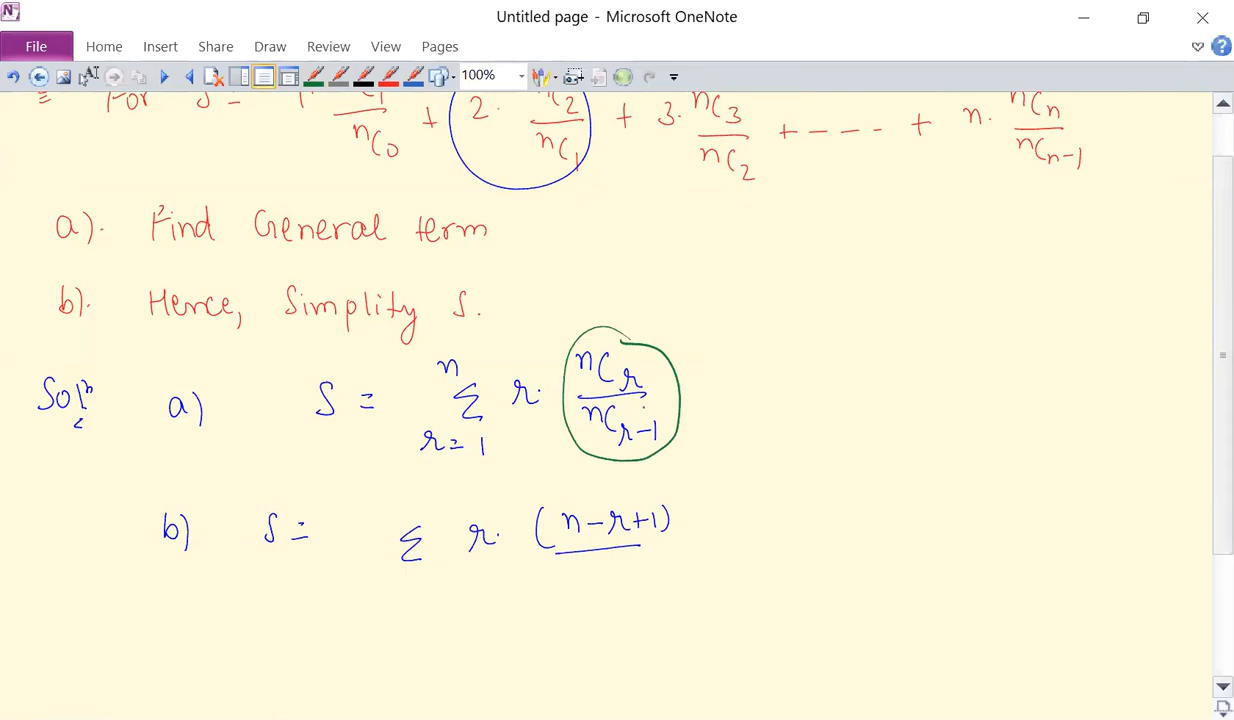 Untitled page - Microsoft OneNote
File Home Insert Share Draw Review View Pages
100%
For S = 1. nC1/nC0 + 2. nC2/nC1 + 3. nC3/nC2 + ---- + n. nCn/nCn-1
a). Find General term
b). Hence, Simplify S.
Solⁿ a) S = n Σ r=1 r. nCr/nCr-1
b) S = Σ r. (n-r+1)